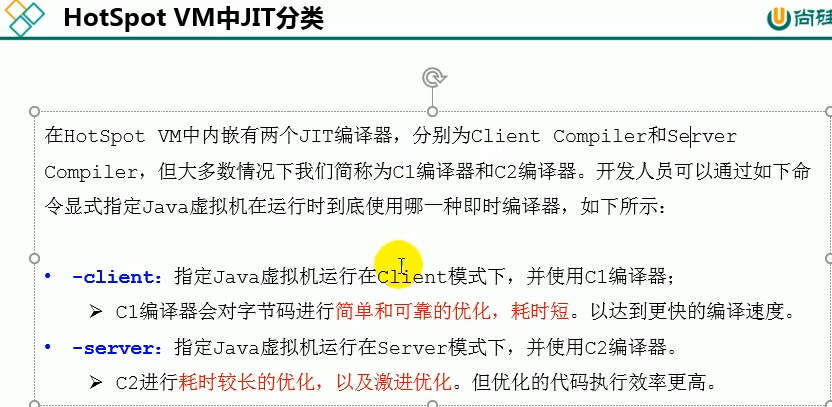 HotSpot VM中JIT分类
尚硅
在HotSpot VM中内嵌有两个JIT编译器，分别为Client Compiler和Server
Compiler，但大多数情况下我们简称为C1编译器和C2编译器。开发人员可以通过如下命
令显式指定Java虚拟机在运行时到底使用哪一种即时编译器，如下所示：
• -client：指定Java虚拟机运行在Client模式下，并使用C1编译器；
➢ C1编译器会对字节码进行简单和可靠的优化，耗时短。以达到更快的编译速度。
• -server：指定Java虚拟机运行在Server模式下，并使用C2编译器。
➢ C2进行耗时较长的优化，以及激进优化。但优化的代码执行效率更高。